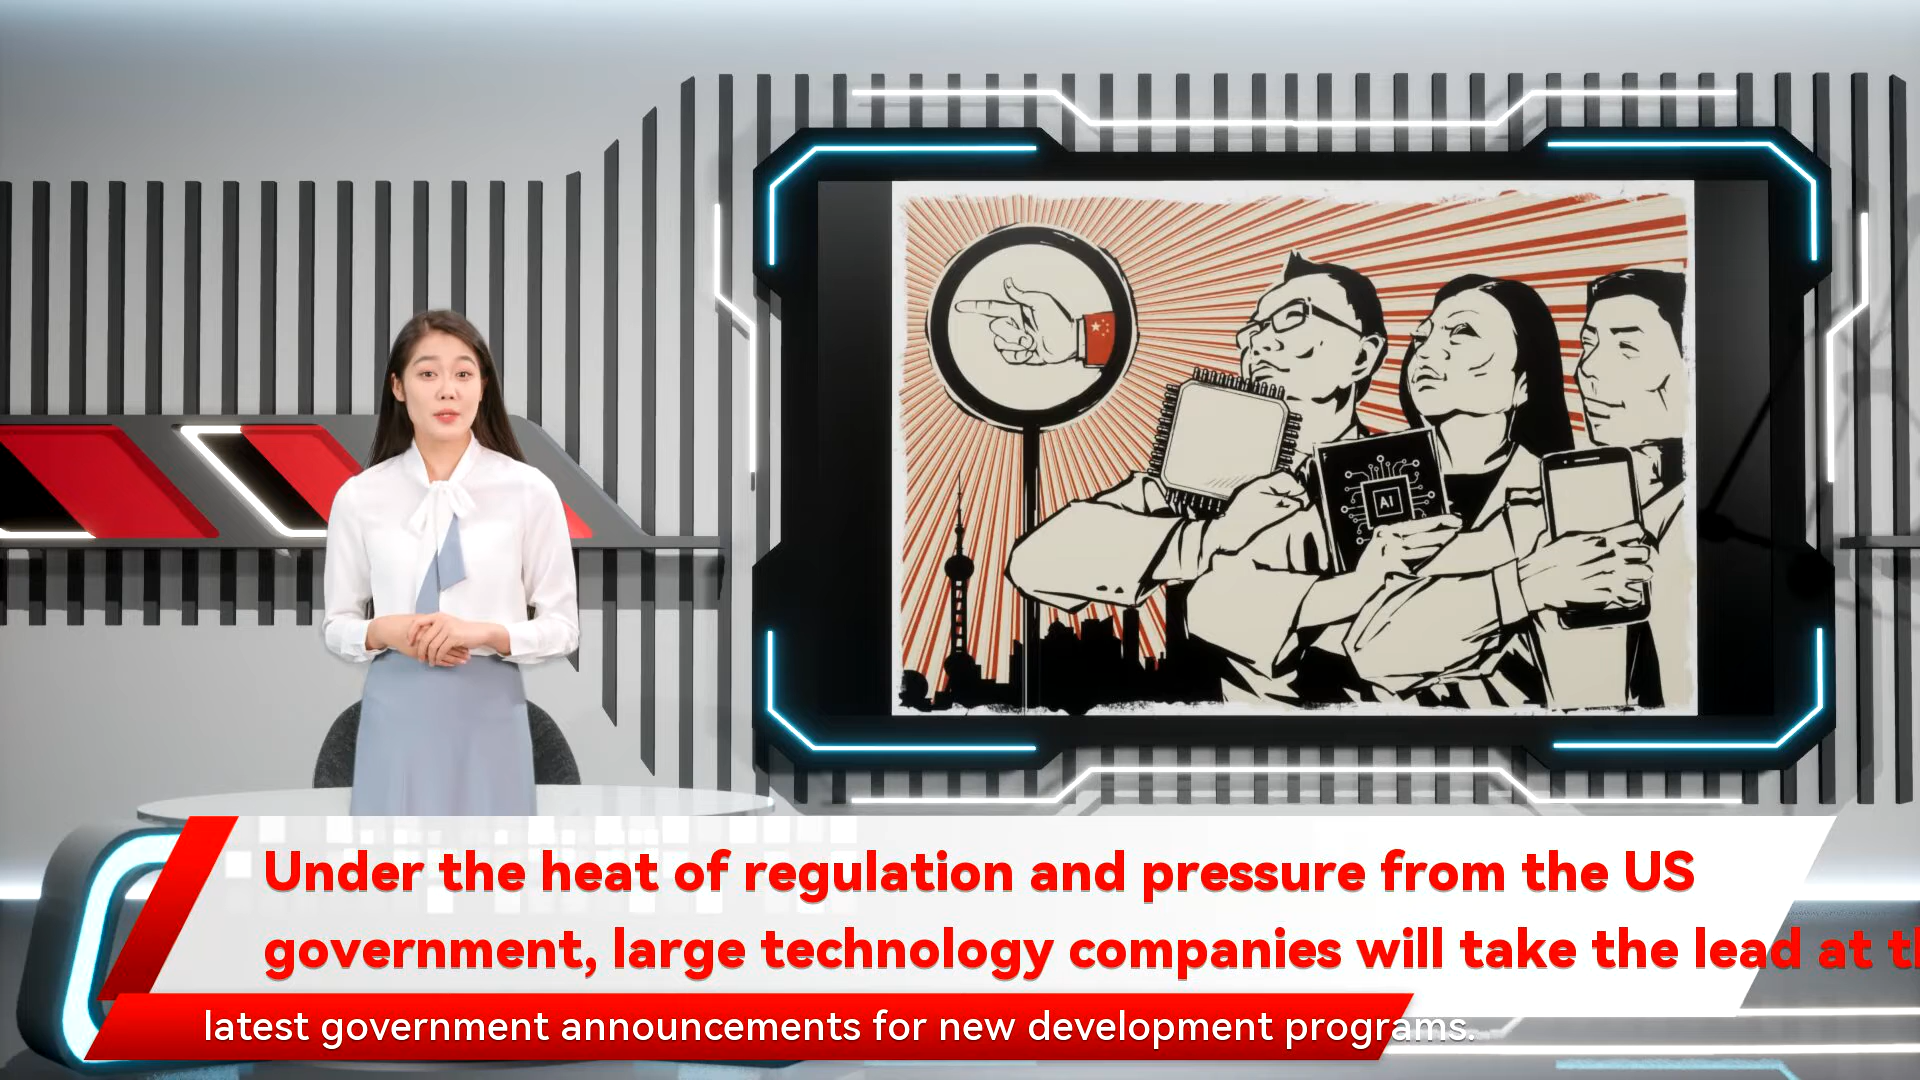 AI
Under the heat of regulation and pressure from the US
government, large technology companies will take the lead at
latest government announcements for new development programs.